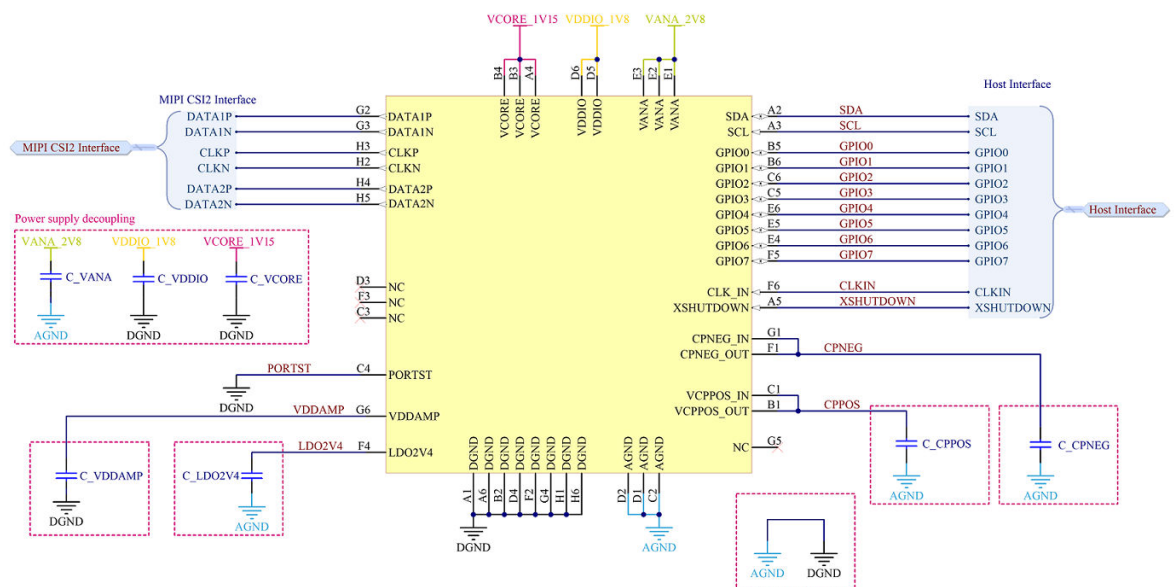 VCORE_1V15
VDDIO_1V8
VANA_2V8
B4
B3
A4
D6
D5
E3
E2
E1
VCORE
VCORE
VCORE
VDDIO
VDDIO
VANA
VANA
VANA
MIPI CSI2 Interface
MIPI CSI2 Interface
DATA1P
DATA1N
CLKP
CLKN
DATA2P
DATA2N
G2
G3
H3
H2
H4
H5
DATA1P
DATA1N
CLKP
CLKN
DATA2P
DATA2N
Host Interface
SDA
SCL
GPIO0
GPIO1
GPIO2
GPIO3
GPIO4
GPIO5
GPIO6
GPIO7
CLK_IN
XSHUTDOWN
A2
A3
B5
B6
C6
C5
E6
E5
E4
F5
F6
A5
SDA
SCL
GPIO0
GPIO1
GPIO2
GPIO3
GPIO4
GPIO5
GPIO6
GPIO7
CLKIN
XSHUTDOWN
SDA
SCL
GPIO0
GPIO1
GPIO2
GPIO3
GPIO4
GPIO5
GPIO6
GPIO7
CLKIN
XSHUTDOWN
Host Interface
Power supply decoupling
VANA_2V8
VDDIO_1V8
VCORE_1V15
C_VANA
C_VDDIO
C_VCORE
AGND
DGND
DGND
D3
F3
C3
NC
NC
NC
PORTST
C4
PORTST
DGND
VDDAMP
G6
VDDAMP
LDO2V4
F4
LDO2V4
C_VDDAMP
DGND
C_LDO2V4
AGND
CPNEG_IN
CPNEG_OUT
G1
F1
CPNEG
VCPPOS_IN
VCPPOS_OUT
C1
B1
CPPOS
NC
G5
C_CPPOS
AGND
C_CPNEG
AGND
DGND
DGND
DGND
DGND
DGND
DGND
DGND
DGND
AGND
AGND
AGND
A1
A6
B2
D4
F2
G4
H1
H6
D2
D1
C2
DGND
AGND
AGND
DGND